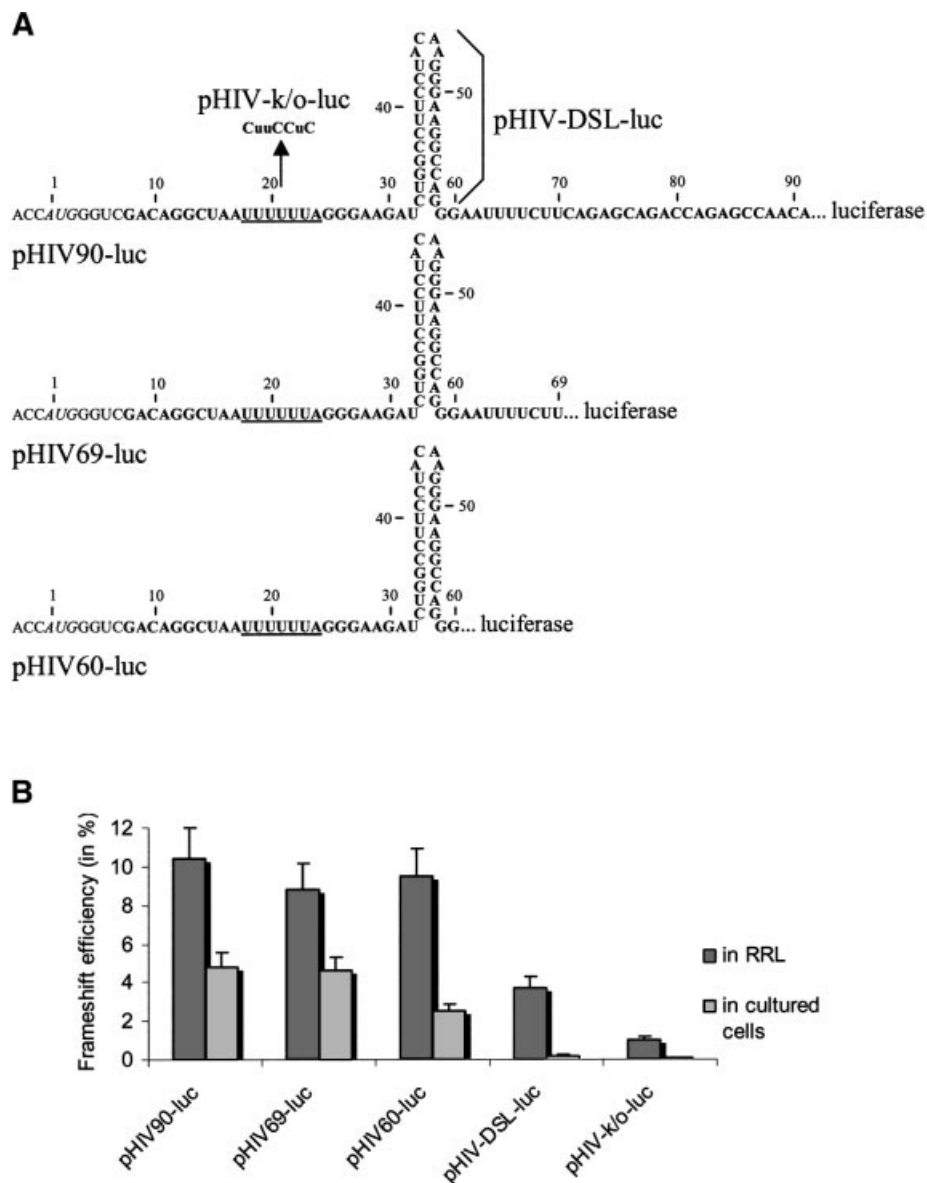 A
C A
A A
U G
pHIV-k/o-luc
C G
C G – 50
pHIV-DSL-luc
40 – U A
CuuCCuC
U A
C G
C G
G C
G C
1 10 20 30 U A 60 70 80 90
C G
ACCAUGGGUCGACAGGCUAAUUUUUUAGGGAAGAU GGAAUUUUCUUCAGAGCAGACCAGAGCCAACA... luciferase
pHIV90-luc
C A
A A
U G
C G
C G – 50
40 – U A
U A
C G
C G
G C
G C
1 10 20 30 U A 60 69
C G
ACCAUGGGUCGACAGGCUAAUUUUUUAGGGAAGAU GGAAUUUUCUU... luciferase
pHIV69-luc
C A
A A
U G
C G
C G – 50
40 – U A
U A
C G
C G
G C
G C
1 10 20 30 U A 60
C G
ACCAUGGGUCGACAGGCUAAUUUUUUAGGGAAGAU GG... luciferase
pHIV60-luc
B
Frameshift efficiency (in %)
12
10
8
6
4
2
0
in RRL
in cultured
cells
pHIV90-luc
pHIV69-luc
pHIV60-luc
pHIV-DSL-luc
pHIV-k/o-luc